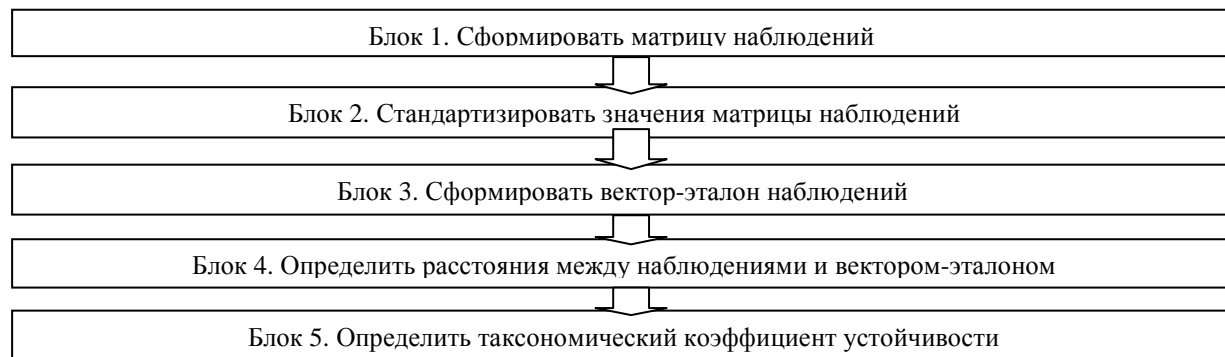 Блок 1. Сформировать матрицу наблюдений
Блок 2. Стандартизировать значения матрицы наблюдений
Блок 3. Сформировать вектор-эталон наблюдений
Блок 4. Определить расстояния между наблюдениями и вектором-эталоном
Блок 5. Определить таксономический коэффициент устойчивости